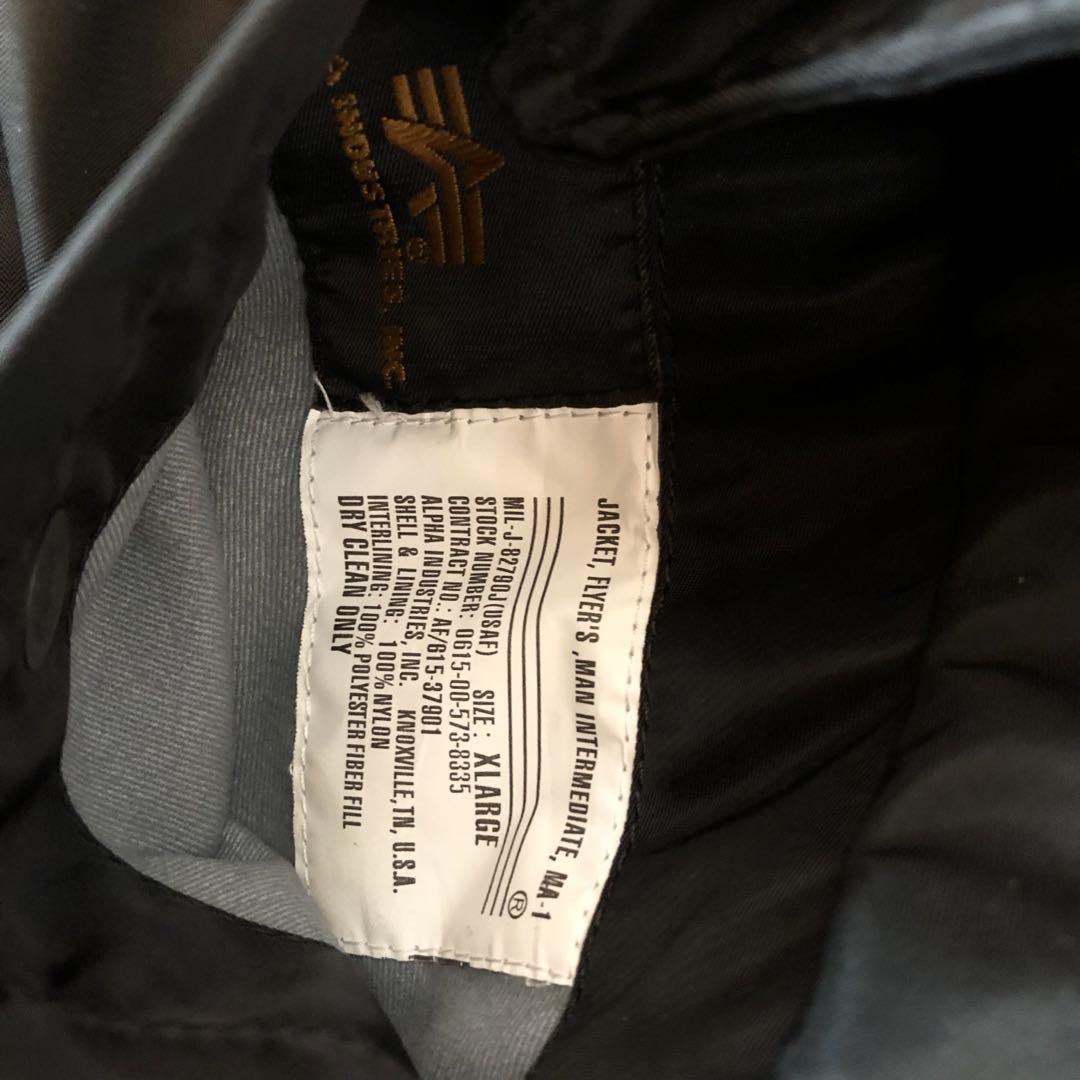 A INDUSTRIES, INC.
®
JACKET, FLYER'S ,MAN INTERMEDIATE, MA-1
®
MIL-J-82790J(USAF) SIZE: XLARGE
STOCK NUMBER: 0615-00-573-8335
CONTRACT NO.: AF/615-37901
ALPHA INDUSTRIES, INC. KNOXVILLE, TN, U.S.A.
SHELL & LINING: 100% NYLON
INTERLINING: 100% POLYESTER FIBER FILL
DRY CLEAN ONLY